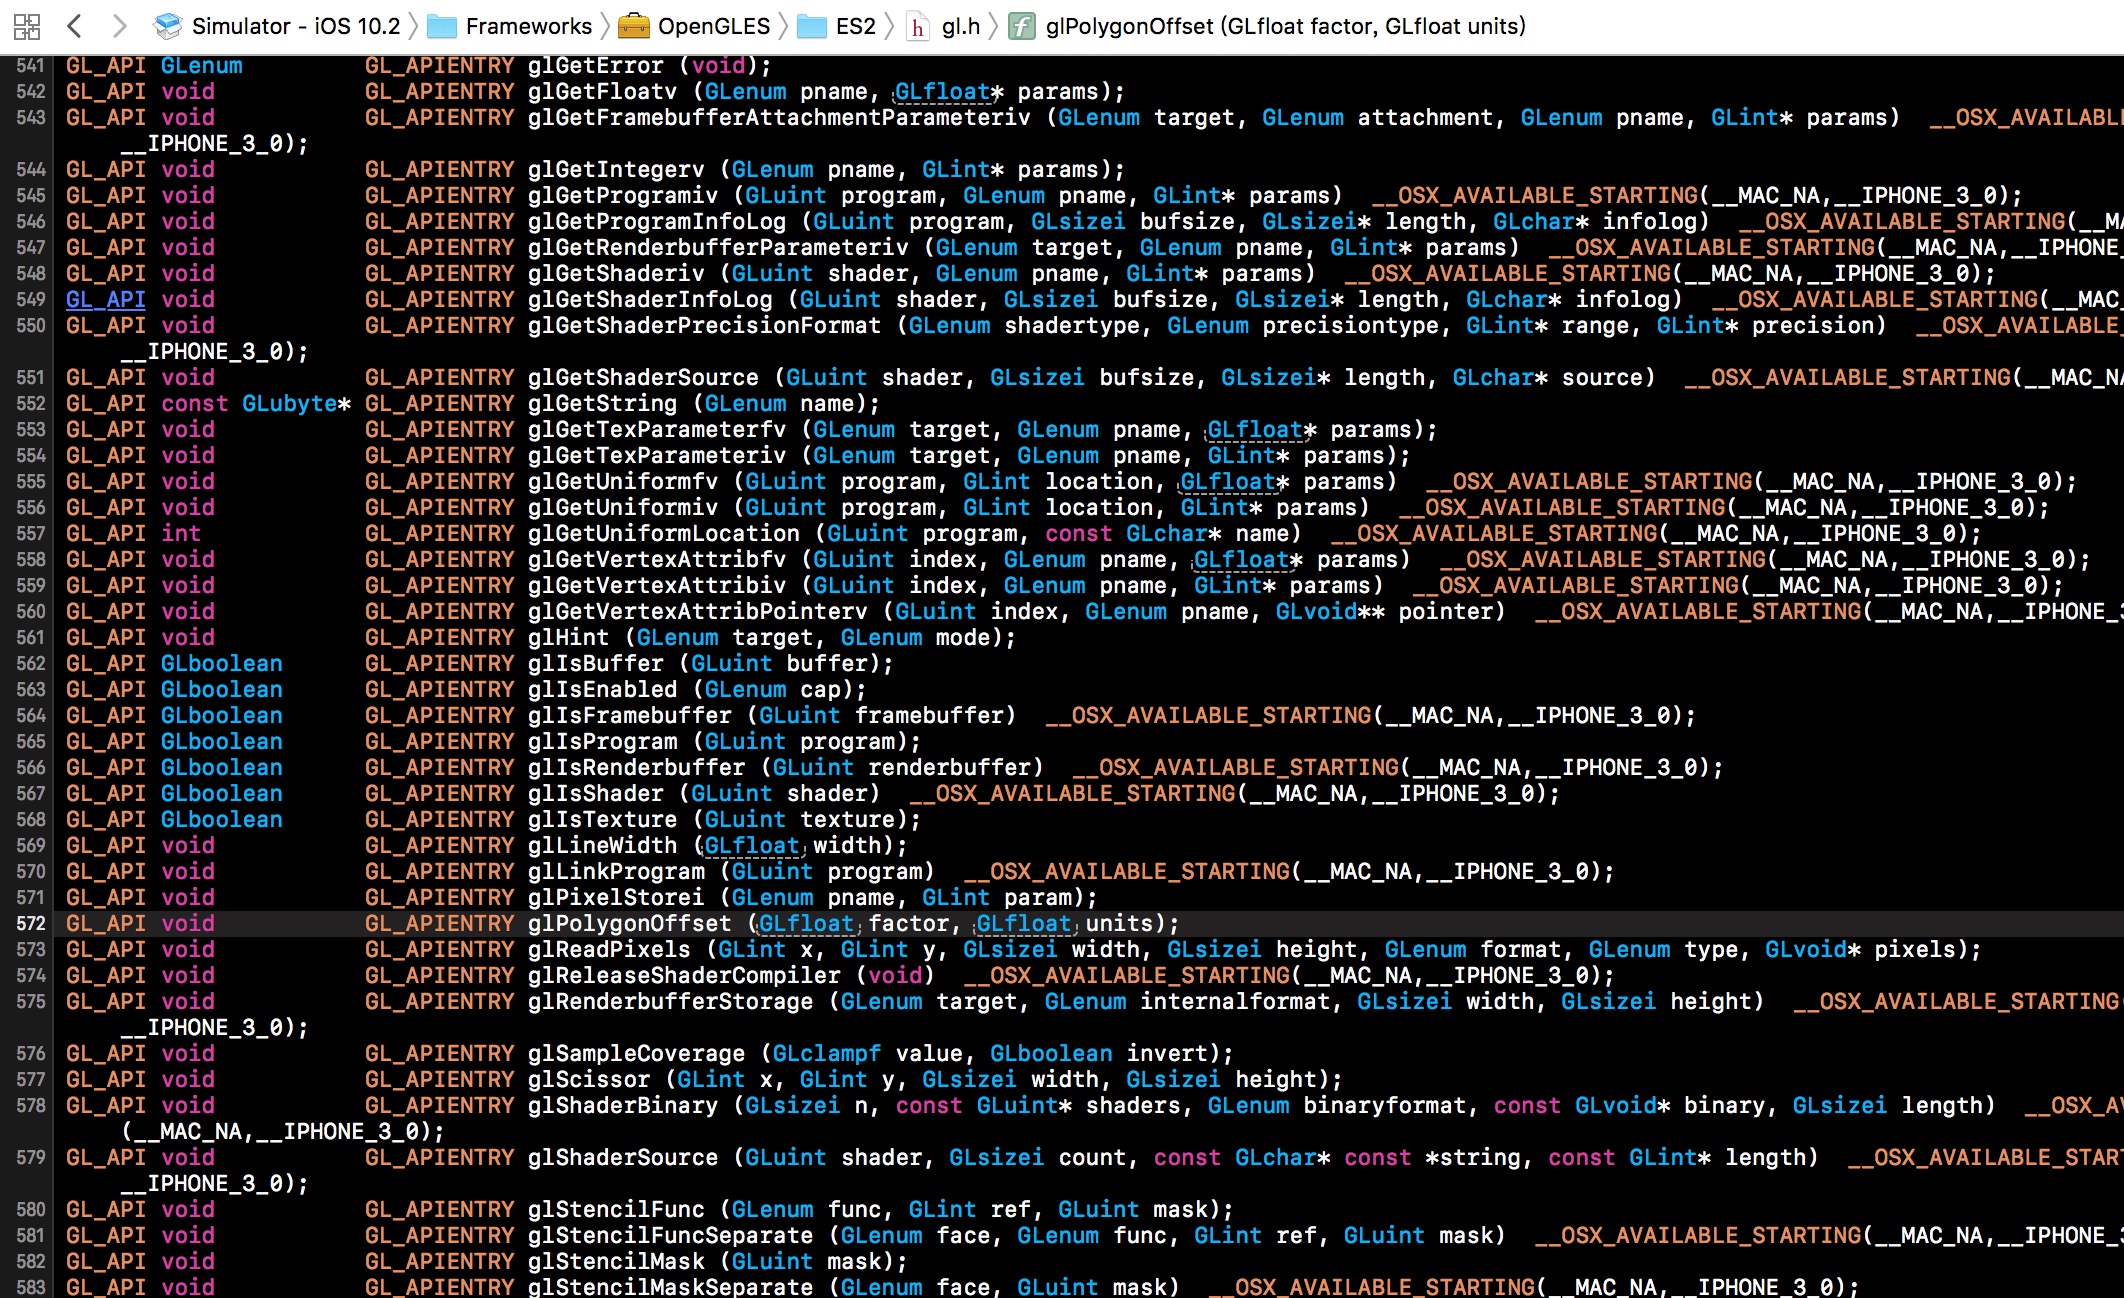 Simulator - iOS 10.2 Frameworks OpenGLES ES2 h gl.h f glPolygonOffset (GLfloat factor, GLfloat units)
541 GL_API GLenum GL_APIENTRY glGetError (void);
542 GL_API void GL_APIENTRY glGetFloatv (GLenum pname, GLfloat* params);
543 GL_API void GL_APIENTRY glGetFramebufferAttachmentParameteriv (GLenum target, GLenum attachment, GLenum pname, GLint* params) __OSX_AVAILABL
__IPHONE_3_0);
544 GL_API void GL_APIENTRY glGetIntegerv (GLenum pname, GLint* params);
545 GL_API void GL_APIENTRY glGetProgramiv (GLuint program, GLenum pname, GLint* params) __OSX_AVAILABLE_STARTING(__MAC_NA,__IPHONE_3_0);
546 GL_API void GL_APIENTRY glGetProgramInfoLog (GLuint program, GLsizei bufsize, GLsizei* length, GLchar* infolog) __OSX_AVAILABLE_STARTING(__MA
547 GL_API void GL_APIENTRY glGetRenderbufferParameteriv (GLenum target, GLenum pname, GLint* params) __OSX_AVAILABLE_STARTING(__MAC_NA,__IPHONE_
548 GL_API void GL_APIENTRY glGetShaderiv (GLuint shader, GLenum pname, GLint* params) __OSX_AVAILABLE_STARTING(__MAC_NA,__IPHONE_3_0);
549 GL_API void GL_APIENTRY glGetShaderInfoLog (GLuint shader, GLsizei bufsize, GLsizei* length, GLchar* infolog) __OSX_AVAILABLE_STARTING(__MAC_
550 GL_API void GL_APIENTRY glGetShaderPrecisionFormat (GLenum shadertype, GLenum precisiontype, GLint* range, GLint* precision) __OSX_AVAILABLE_
__IPHONE_3_0);
551 GL_API void GL_APIENTRY glGetShaderSource (GLuint shader, GLsizei bufsize, GLsizei* length, GLchar* source) __OSX_AVAILABLE_STARTING(__MAC_NA
552 GL_API const GLubyte* GL_APIENTRY glGetString (GLenum name);
553 GL_API void GL_APIENTRY glGetTexParameterfv (GLenum target, GLenum pname, GLfloat* params);
554 GL_API void GL_APIENTRY glGetTexParameteriv (GLenum target, GLenum pname, GLint* params);
555 GL_API void GL_APIENTRY glGetUniformfv (GLuint program, GLint location, GLfloat* params) __OSX_AVAILABLE_STARTING(__MAC_NA,__IPHONE_3_0);
556 GL_API void GL_APIENTRY glGetUniformiv (GLuint program, GLint location, GLint* params) __OSX_AVAILABLE_STARTING(__MAC_NA,__IPHONE_3_0);
557 GL_API int GL_APIENTRY glGetUniformLocation (GLuint program, const GLchar* name) __OSX_AVAILABLE_STARTING(__MAC_NA,__IPHONE_3_0);
558 GL_API void GL_APIENTRY glGetVertexAttribfv (GLuint index, GLenum pname, GLfloat* params) __OSX_AVAILABLE_STARTING(__MAC_NA,__IPHONE_3_0);
559 GL_API void GL_APIENTRY glGetVertexAttribiv (GLuint index, GLenum pname, GLint* params) __OSX_AVAILABLE_STARTING(__MAC_NA,__IPHONE_3_0);
560 GL_API void GL_APIENTRY glGetVertexAttribPointerv (GLuint index, GLenum pname, GLvoid** pointer) __OSX_AVAILABLE_STARTING(__MAC_NA,__IPHONE_3
561 GL_API void GL_APIENTRY glHint (GLenum target, GLenum mode);
562 GL_API GLboolean GL_APIENTRY glIsBuffer (GLuint buffer);
563 GL_API GLboolean GL_APIENTRY glIsEnabled (GLenum cap);
564 GL_API GLboolean GL_APIENTRY glIsFramebuffer (GLuint framebuffer) __OSX_AVAILABLE_STARTING(__MAC_NA,__IPHONE_3_0);
565 GL_API GLboolean GL_APIENTRY glIsProgram (GLuint program);
566 GL_API GLboolean GL_APIENTRY glIsRenderbuffer (GLuint renderbuffer) __OSX_AVAILABLE_STARTING(__MAC_NA,__IPHONE_3_0);
567 GL_API GLboolean GL_APIENTRY glIsShader (GLuint shader) __OSX_AVAILABLE_STARTING(__MAC_NA,__IPHONE_3_0);
568 GL_API GLboolean GL_APIENTRY glIsTexture (GLuint texture);
569 GL_API void GL_APIENTRY glLineWidth (GLfloat width);
570 GL_API void GL_APIENTRY glLinkProgram (GLuint program) __OSX_AVAILABLE_STARTING(__MAC_NA,__IPHONE_3_0);
571 GL_API void GL_APIENTRY glPixelStorei (GLenum pname, GLint param);
572 GL_API void GL_APIENTRY glPolygonOffset (GLfloat factor, GLfloat units);
573 GL_API void GL_APIENTRY glReadPixels (GLint x, GLint y, GLsizei width, GLsizei height, GLenum format, GLenum type, GLvoid* pixels);
574 GL_API void GL_APIENTRY glReleaseShaderCompiler (void) __OSX_AVAILABLE_STARTING(__MAC_NA,__IPHONE_3_0);
575 GL_API void GL_APIENTRY glRenderbufferStorage (GLenum target, GLenum internalformat, GLsizei width, GLsizei height) __OSX_AVAILABLE_STARTING
__IPHONE_3_0);
576 GL_API void GL_APIENTRY glSampleCoverage (GLclampf value, GLboolean invert);
577 GL_API void GL_APIENTRY glScissor (GLint x, GLint y, GLsizei width, GLsizei height);
578 GL_API void GL_APIENTRY glShaderBinary (GLsizei n, const GLuint* shaders, GLenum binaryformat, const GLvoid* binary, GLsizei length) __OSX_AV
(__MAC_NA,__IPHONE_3_0);
579 GL_API void GL_APIENTRY glShaderSource (GLuint shader, GLsizei count, const GLchar* const *string, const GLint* length) __OSX_AVAILABLE_START
__IPHONE_3_0);
580 GL_API void GL_APIENTRY glStencilFunc (GLenum func, GLint ref, GLuint mask);
581 GL_API void GL_APIENTRY glStencilFuncSeparate (GLenum face, GLenum func, GLint ref, GLuint mask) __OSX_AVAILABLE_STARTING(__MAC_NA,__IPHONE_3
582 GL_API void GL_APIENTRY glStencilMask (GLuint mask);
583 GL_API void GL_APIENTRY glStencilMaskSeparate (GLenum face, GLuint mask) __OSX_AVAILABLE_STARTING(__MAC_NA,__IPHONE_3_0);